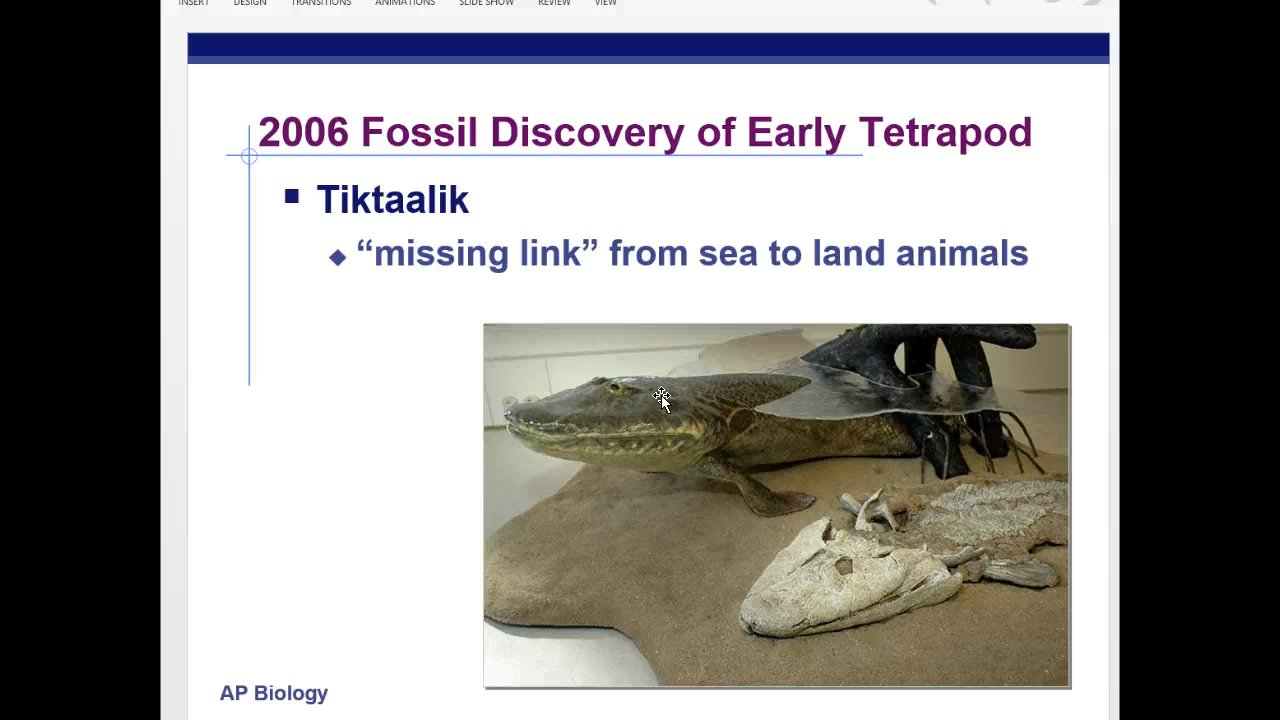 INSERT DESIGN TRANSITIONS ANIMATIONS SLIDE SHOW REVIEW VIEW
2006 Fossil Discovery of Early Tetrapod
Tiktaalik
“missing link” from sea to land animals
AP Biology